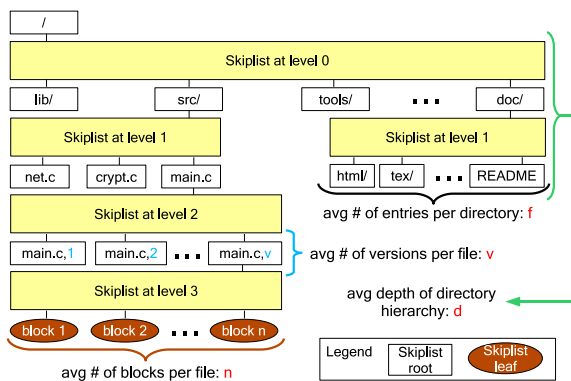 /
Skiplist at level 0
lib/ src/ tools/ ... doc/
Skiplist at level 1 Skiplist at level 1
net.c crypt.c main.c html/ tex/ ... README
Skiplist at level 2
avg # of entries per directory: f
main.c,1 main.c,2 ... main.c,v
avg # of versions per file: v
Skiplist at level 3
avg depth of directory
hierarchy: d
block 1 block 2 ... block n
avg # of blocks per file: n
Legend
Skiplist
root
Skiplist
leaf